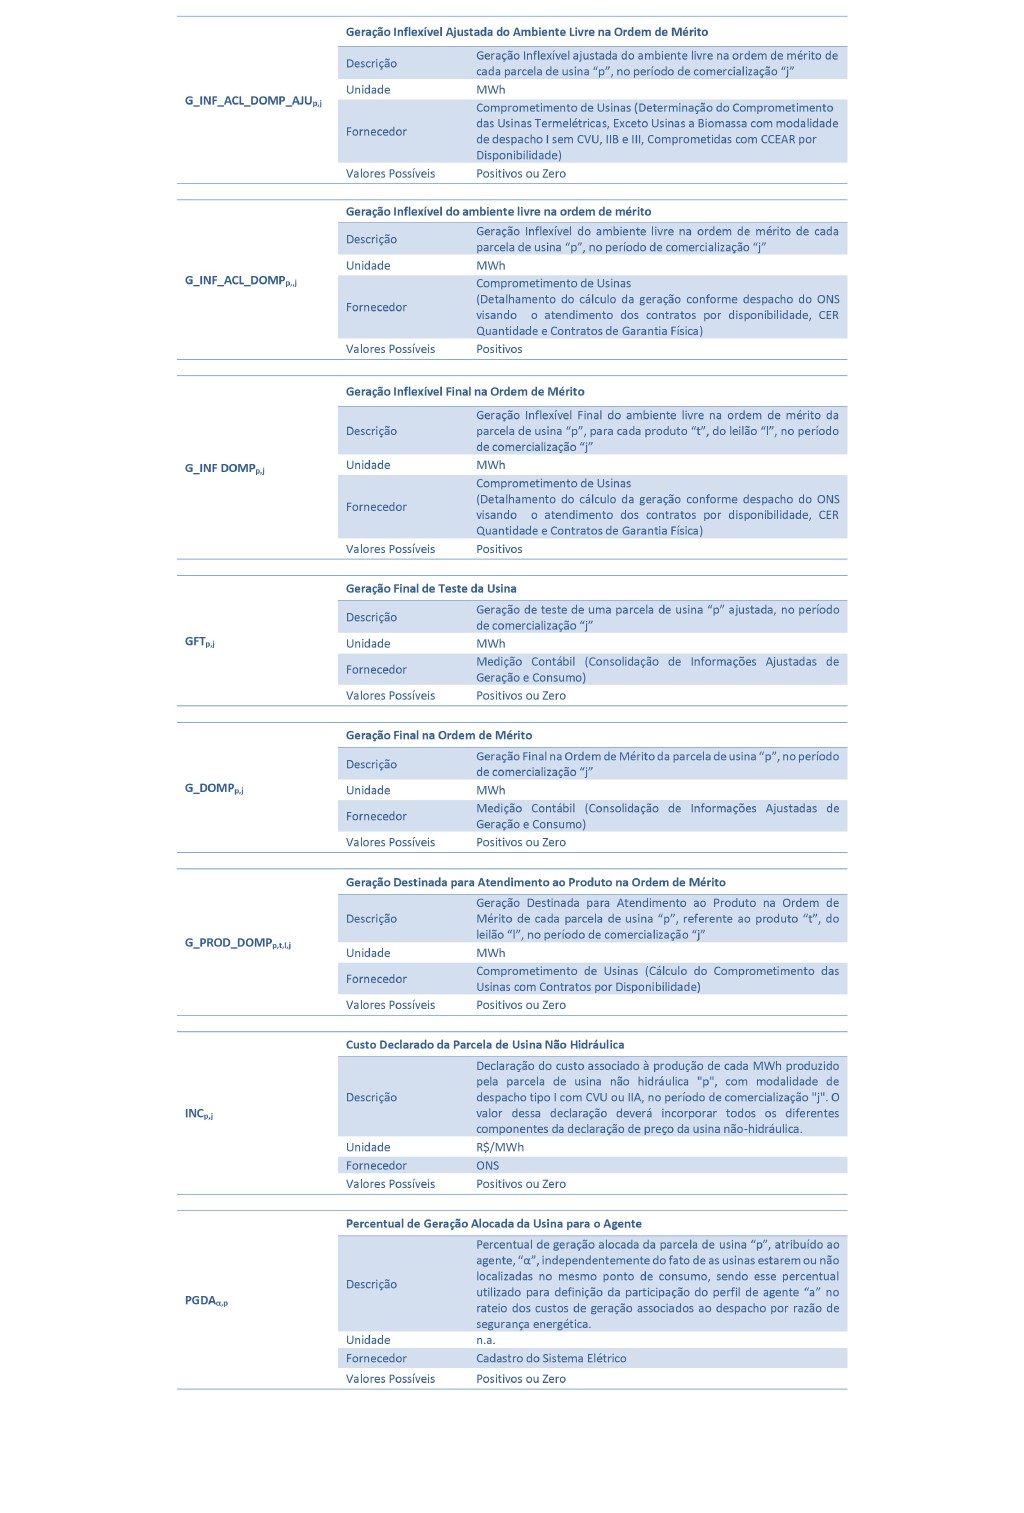 Geração Inflexível Ajustada do Ambiente Livre na Ordem de Mérito
Descrição
Geração Inflexível ajustada do ambiente livre na ordem de mérito de
cada parcela de usina “p”, no período de comercialização “j”
G_INF_ACL_DOMP_AJUp,j
Unidade
MWh
Fornecedor
Comprometimento de Usinas (Determinação do Comprometimento
das Usinas Termelétricas, Exceto Usinas a Biomassa com modalidade
de despacho I sem CVU, IIB e III, Comprometidas com CCEAR por
Disponibilidade)
Valores Possíveis
Positivos ou Zero
Geração Inflexível do ambiente livre na ordem de mérito
Descrição
Geração Inflexível do ambiente livre na ordem de mérito de cada
parcela de usina “p”, no período de comercialização “j”
G_INF_ACL_DOMPp,,j
Unidade
MWh
Fornecedor
Comprometimento de Usinas
(Detalhamento do cálculo da geração conforme despacho do ONS
visando o atendimento dos contratos por disponibilidade, CER
Quantidade e Contratos de Garantia Física)
Valores Possíveis
Positivos
Geração Inflexível Final na Ordem de Mérito
Descrição
Geração Inflexível Final do ambiente livre na ordem de mérito da
parcela de usina “p”, para cada produto “t”, do leilão “l”, no período
de comercialização “j”
G_INF DOMPp,j
Unidade
MWh
Fornecedor
Comprometimento de Usinas
(Detalhamento do cálculo da geração conforme despacho do ONS
visando o atendimento dos contratos por disponibilidade, CER
Quantidade e Contratos de Garantia Física)
Valores Possíveis
Positivos
Geração Final de Teste da Usina
Descrição
Geração de teste de uma parcela de usina “p” ajustada, no período
de comercialização “j”
GFTp,j
Unidade
MWh
Fornecedor
Medição Contábil (Consolidação de Informações Ajustadas de
Geração e Consumo)
Valores Possíveis
Positivos ou Zero
Geração Final na Ordem de Mérito
Descrição
Geração Final na Ordem de Mérito da parcela de usina “p”, no período
de comercialização “j”
G_DOMPp,j
Unidade
MWh
Fornecedor
Medição Contábil (Consolidação de Informações Ajustadas de
Geração e Consumo)
Valores Possíveis
Positivos ou Zero
Geração Destinada para Atendimento ao Produto na Ordem de Mérito
Descrição
Geração Destinada para Atendimento ao Produto na Ordem de
Mérito de cada parcela de usina “p”, referente ao produto “t”, do
leilão “l”, no período de comercialização “j”
G_PROD_DOMPp,t,l,j
Unidade
MWh
Fornecedor
Comprometimento de Usinas (Cálculo do Comprometimento das
Usinas com Contratos por Disponibilidade)
Valores Possíveis
Positivos ou Zero
Custo Declarado da Parcela de Usina Não Hidráulica
Descrição
Declaração do custo associado à produção de cada MWh produzido
pela parcela de usina não hidráulica "p", com modalidade de
despacho tipo I com CVU ou IIA, no período de comercialização "j". O
valor dessa declaração deverá incorporar todos os diferentes
componentes da declaração de preço da usina não-hidráulica.
INCp,j
Unidade
R$/MWh
Fornecedor
ONS
Valores Possíveis
Positivos ou Zero
Percentual de Geração Alocada da Usina para o Agente
Descrição
Percentual de geração alocada da parcela de usina “p”, atribuído ao
agente, “α”, independentemente do fato de as usinas estarem ou não
localizadas no mesmo ponto de consumo, sendo esse percentual
utilizado para definição da participação do perfil de agente “a” no
rateio dos custos de geração associados ao despacho por razão de
segurança energética.
PGDAα,p
Unidade
n.a.
Fornecedor
Cadastro do Sistema Elétrico
Valores Possíveis
Positivos ou Zero